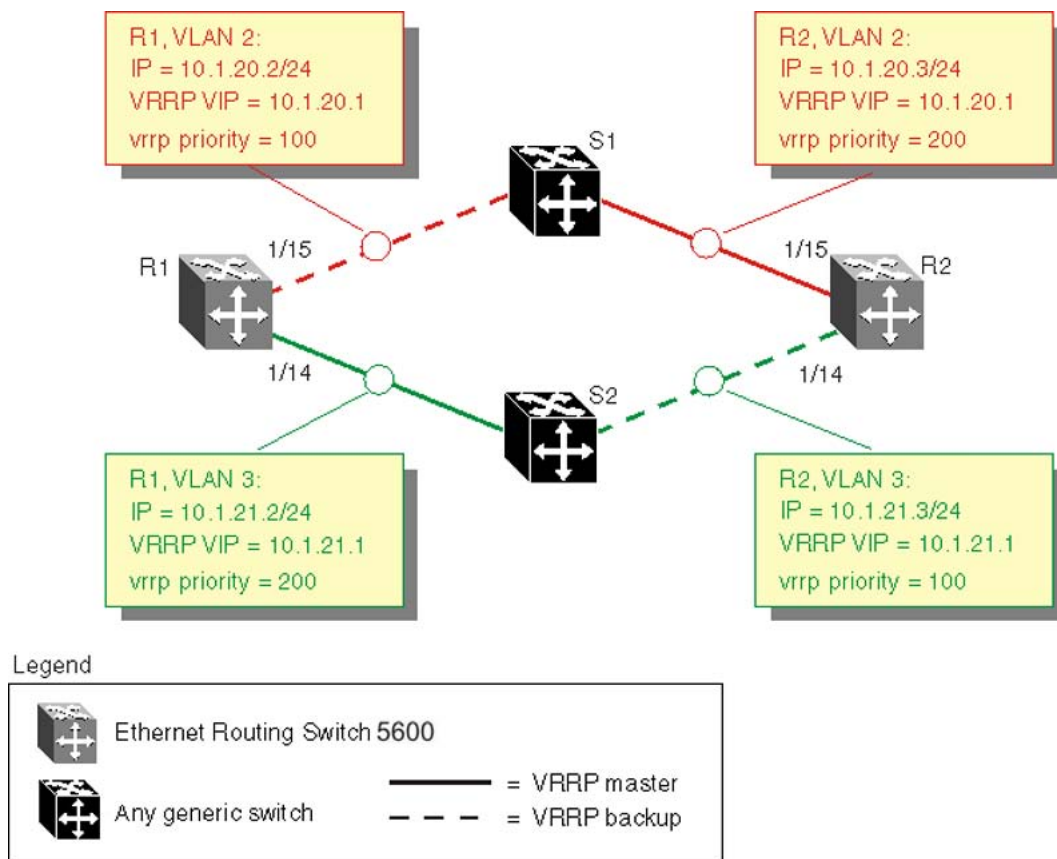 R1, VLAN 2:
IP = 10.1.20.2/24
VRRP VIP = 10.1.20.1
vrrp priority = 100
R2, VLAN 2:
IP = 10.1.20.3/24
VRRP VIP = 10.1.20.1
vrrp priority = 200
S1
R1
1/15
1/15
R2
1/14
S2
1/14
R1, VLAN 3:
IP = 10.1.21.2/24
VRRP VIP = 10.1.21.1
vrrp priority = 200
R2, VLAN 3:
IP = 10.1.21.3/24
VRRP VIP = 10.1.21.1
vrrp priority = 100
Legend
Ethernet Routing Switch 5600
Any generic switch
= VRRP master
= VRRP backup